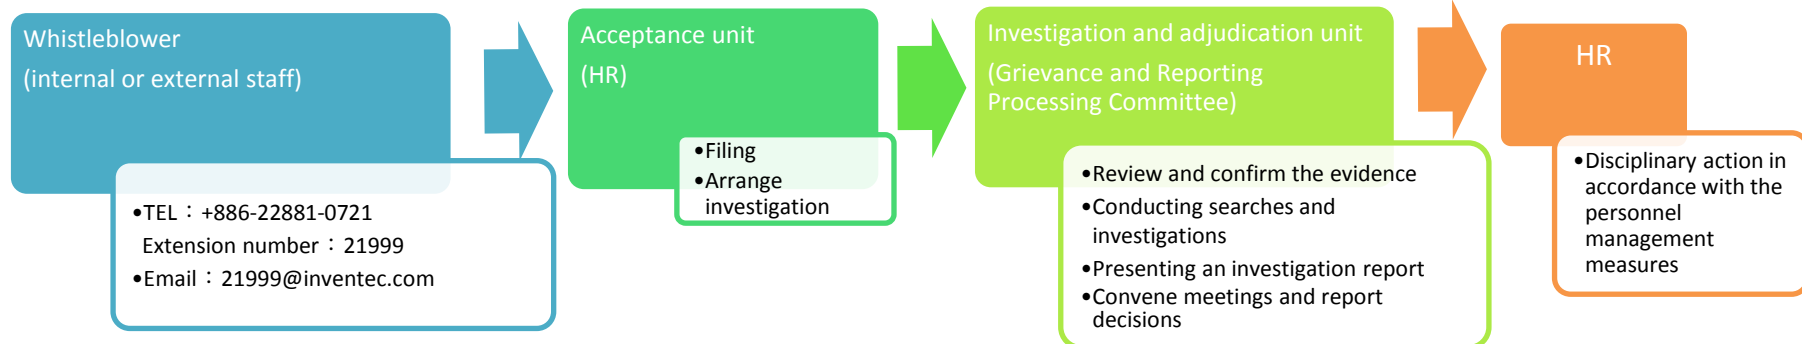 Whistleblower
(internal or external staff)
•TEL：+886-22881-0721
Extension number：21999
•Email：21999@inventec.com
Acceptance unit
(HR)
•Filing
•Arrange
investigation
Investigation and adjudication unit
(Grievance and Reporting
Processing Committee)
•Review and confirm the evidence
•Conducting searches and
investigations
•Presenting an investigation report
•Convene meetings and report
decisions
HR
•Disciplinary action in
accordance with the
personnel
management
measures